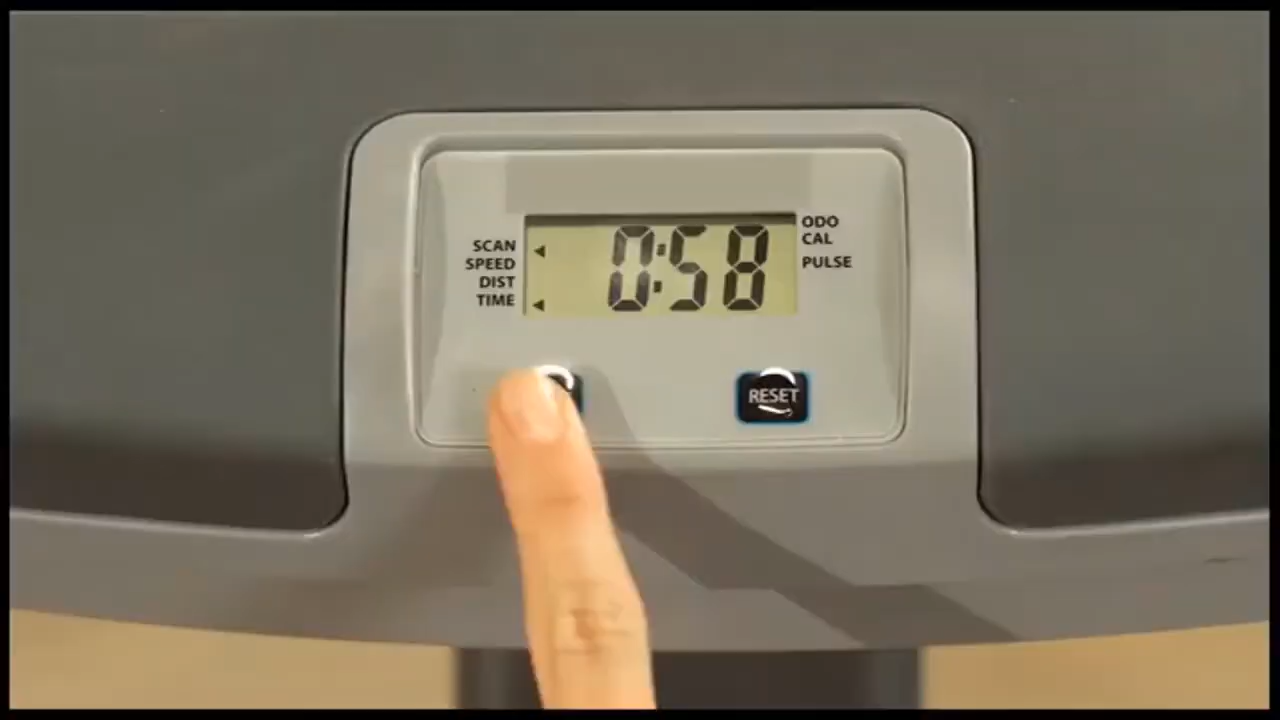 SCAN
SPEED
DIST
TIME
0:58
ODO
CAL
PULSE
RESET